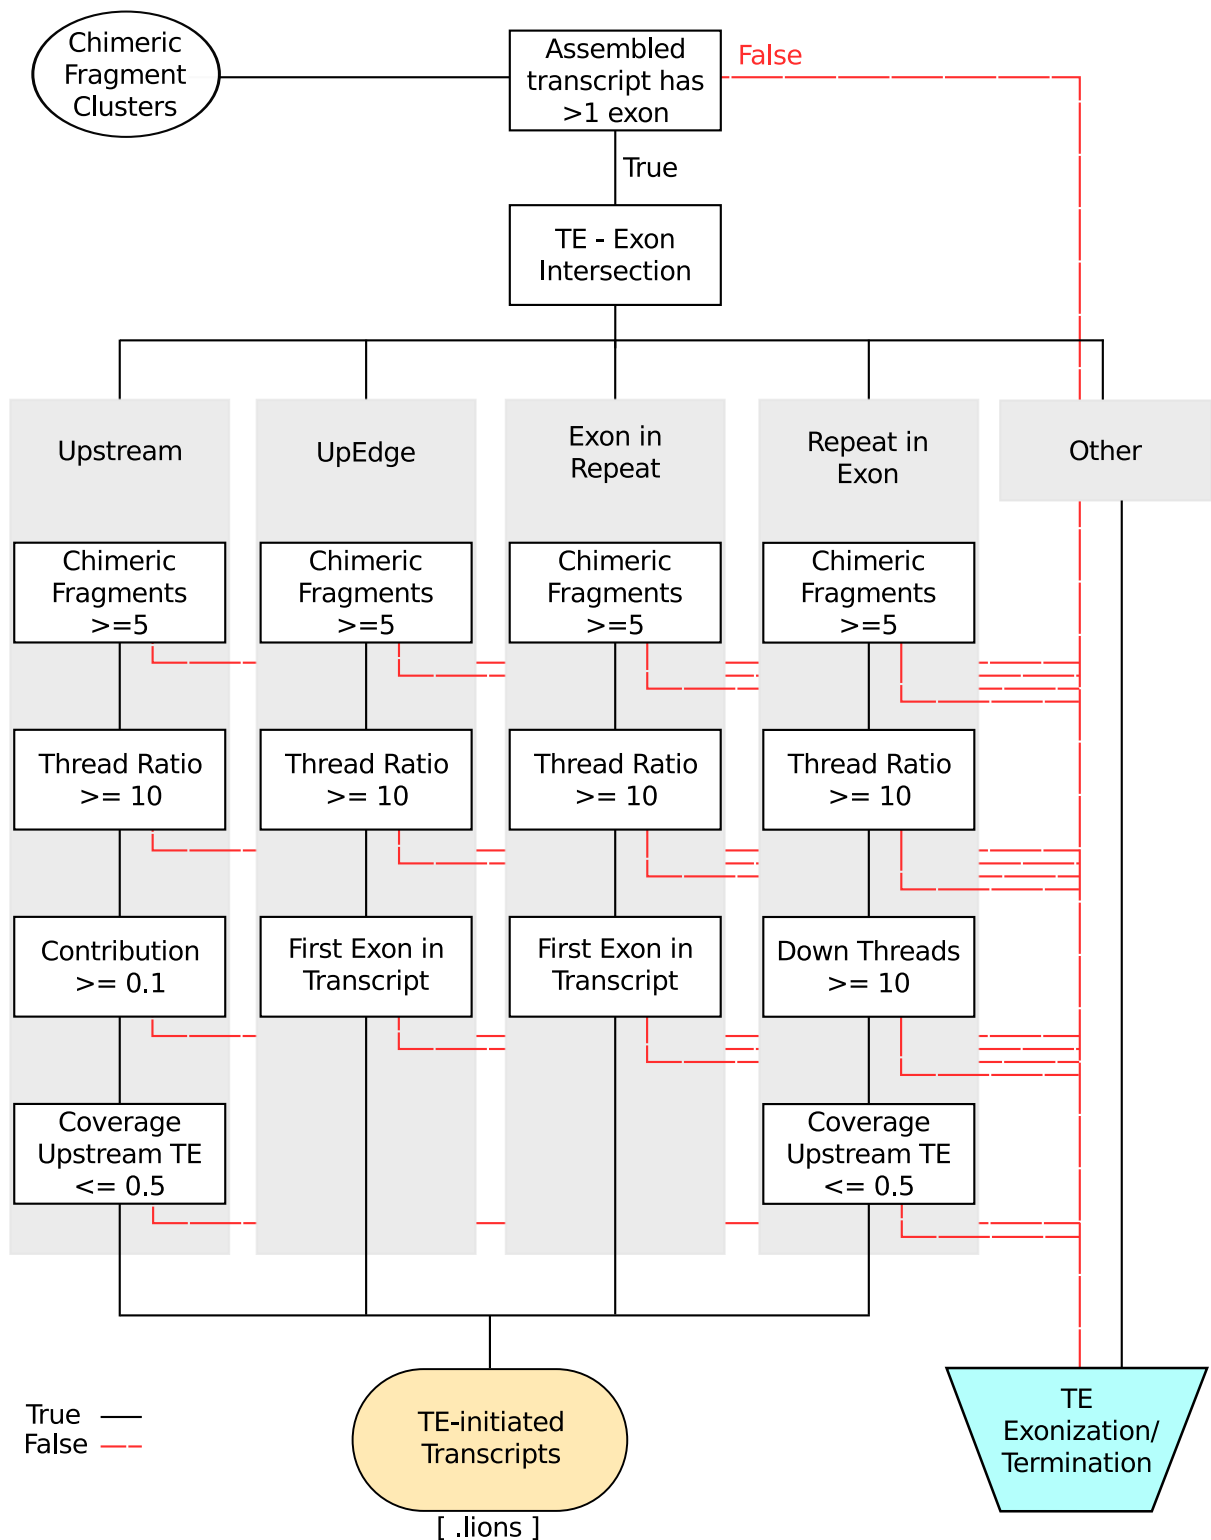 Chimeric
Fragment
Clusters
Assembled
transcript has
>1 exon
False
True
TE - Exon
Intersection
Upstream
UpEdge
Exon in
Repeat
Repeat in
Exon
Other
Chimeric
Fragments
>=5
Chimeric
Fragments
>=5
Chimeric
Fragments
>=5
Chimeric
Fragments
>=5
Thread Ratio
>= 10
Thread Ratio
>= 10
Thread Ratio
>= 10
Thread Ratio
>= 10
Contribution
>= 0.1
First Exon in
Transcript
First Exon in
Transcript
Down Threads
>= 10
Coverage
Upstream TE
<= 0.5
Coverage
Upstream TE
<= 0.5
True
False
TE-initiated
Transcripts
[ .lions ]
TE
Exonization/
Termination